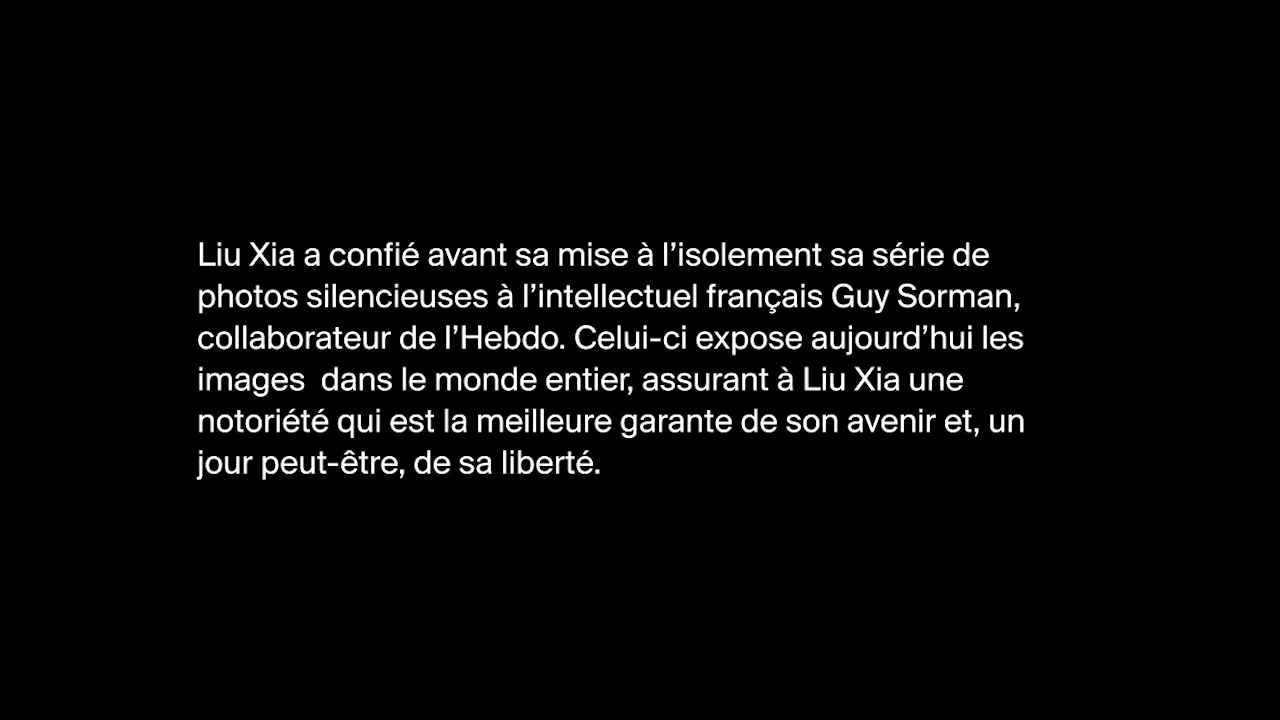 Liu Xia a confié avant sa mise à l’isolement sa série de
photos silencieuses à l’intellectuel français Guy Sorman,
collaborateur de l’Hebdo. Celui-ci expose aujourd’hui les
images  dans le monde entier, assurant à Liu Xia une
notoriété qui est la meilleure garante de son avenir et, un
jour peut-être, de sa liberté.